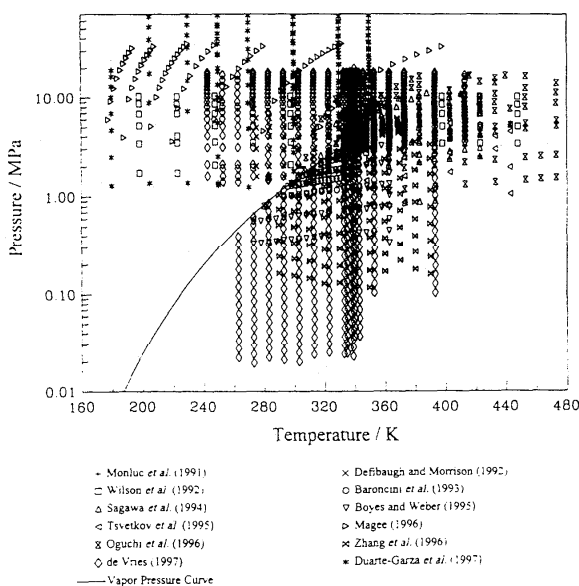 Pressure / MPa
10.00
1.00
0.10
0.01
160 200 240 280 320 360 400 440 480
Temperature / K
+ Monluc et al. (1991)
□ Wilson et al. (1992)
△ Sagawa et al. (1994)
◁ Tsvetkov et al. (1995)
⧖ Oguchi et al. (1996)
◇ de Vries (1997)
—— Vapor Pressure Curve
× Defibaugh and Morrison (1992)
○ Baroncini et al. (1993)
▽ Boyes and Weber (1995)
▷ Magee (1996)
⋈ Zhang et al. (1996)
* Duarte-Garza et al. (1997)